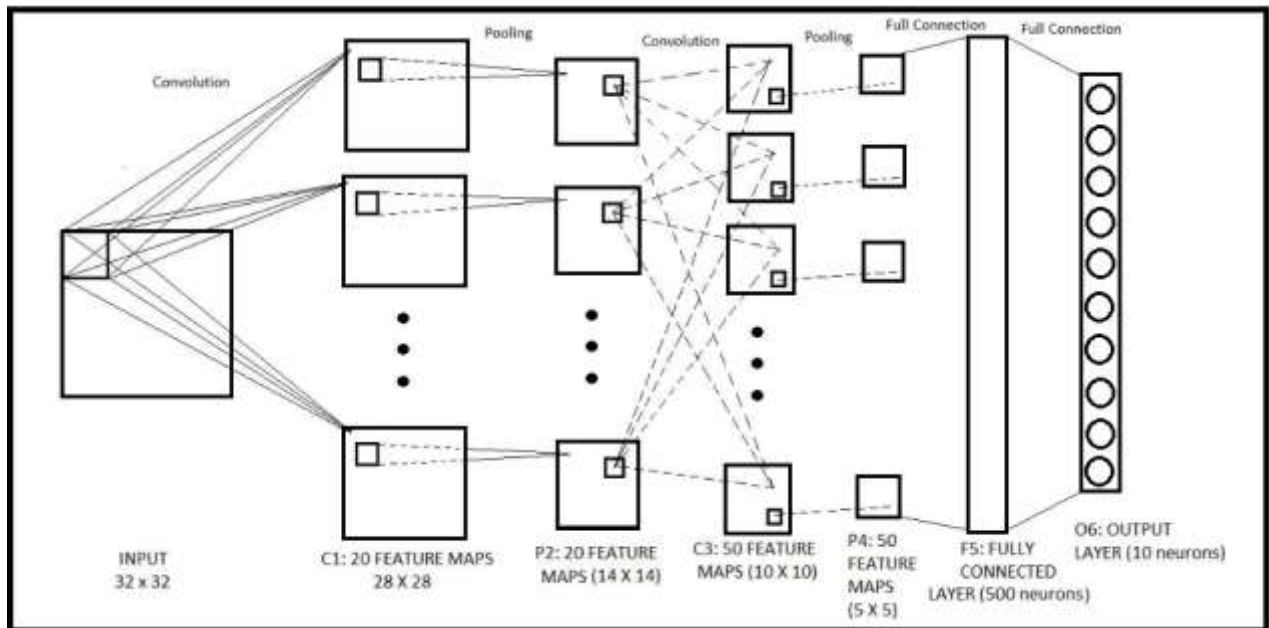 Pooling
Full Connection
Full Connection
Convolution
Pooling
Convolution
INPUT
32 x 32
C1: 20 FEATURE MAPS
28 X 28
P2: 20 FEATURE
MAPS (14 X 14)
C3: 50 FEATURE
MAPS (10 X 10)
P4: 50
FEATURE
MAPS
(5 X 5)
F5: FULLY
CONNECTED
LAYER (500 neurons)
O6: OUTPUT
LAYER (10 neurons)